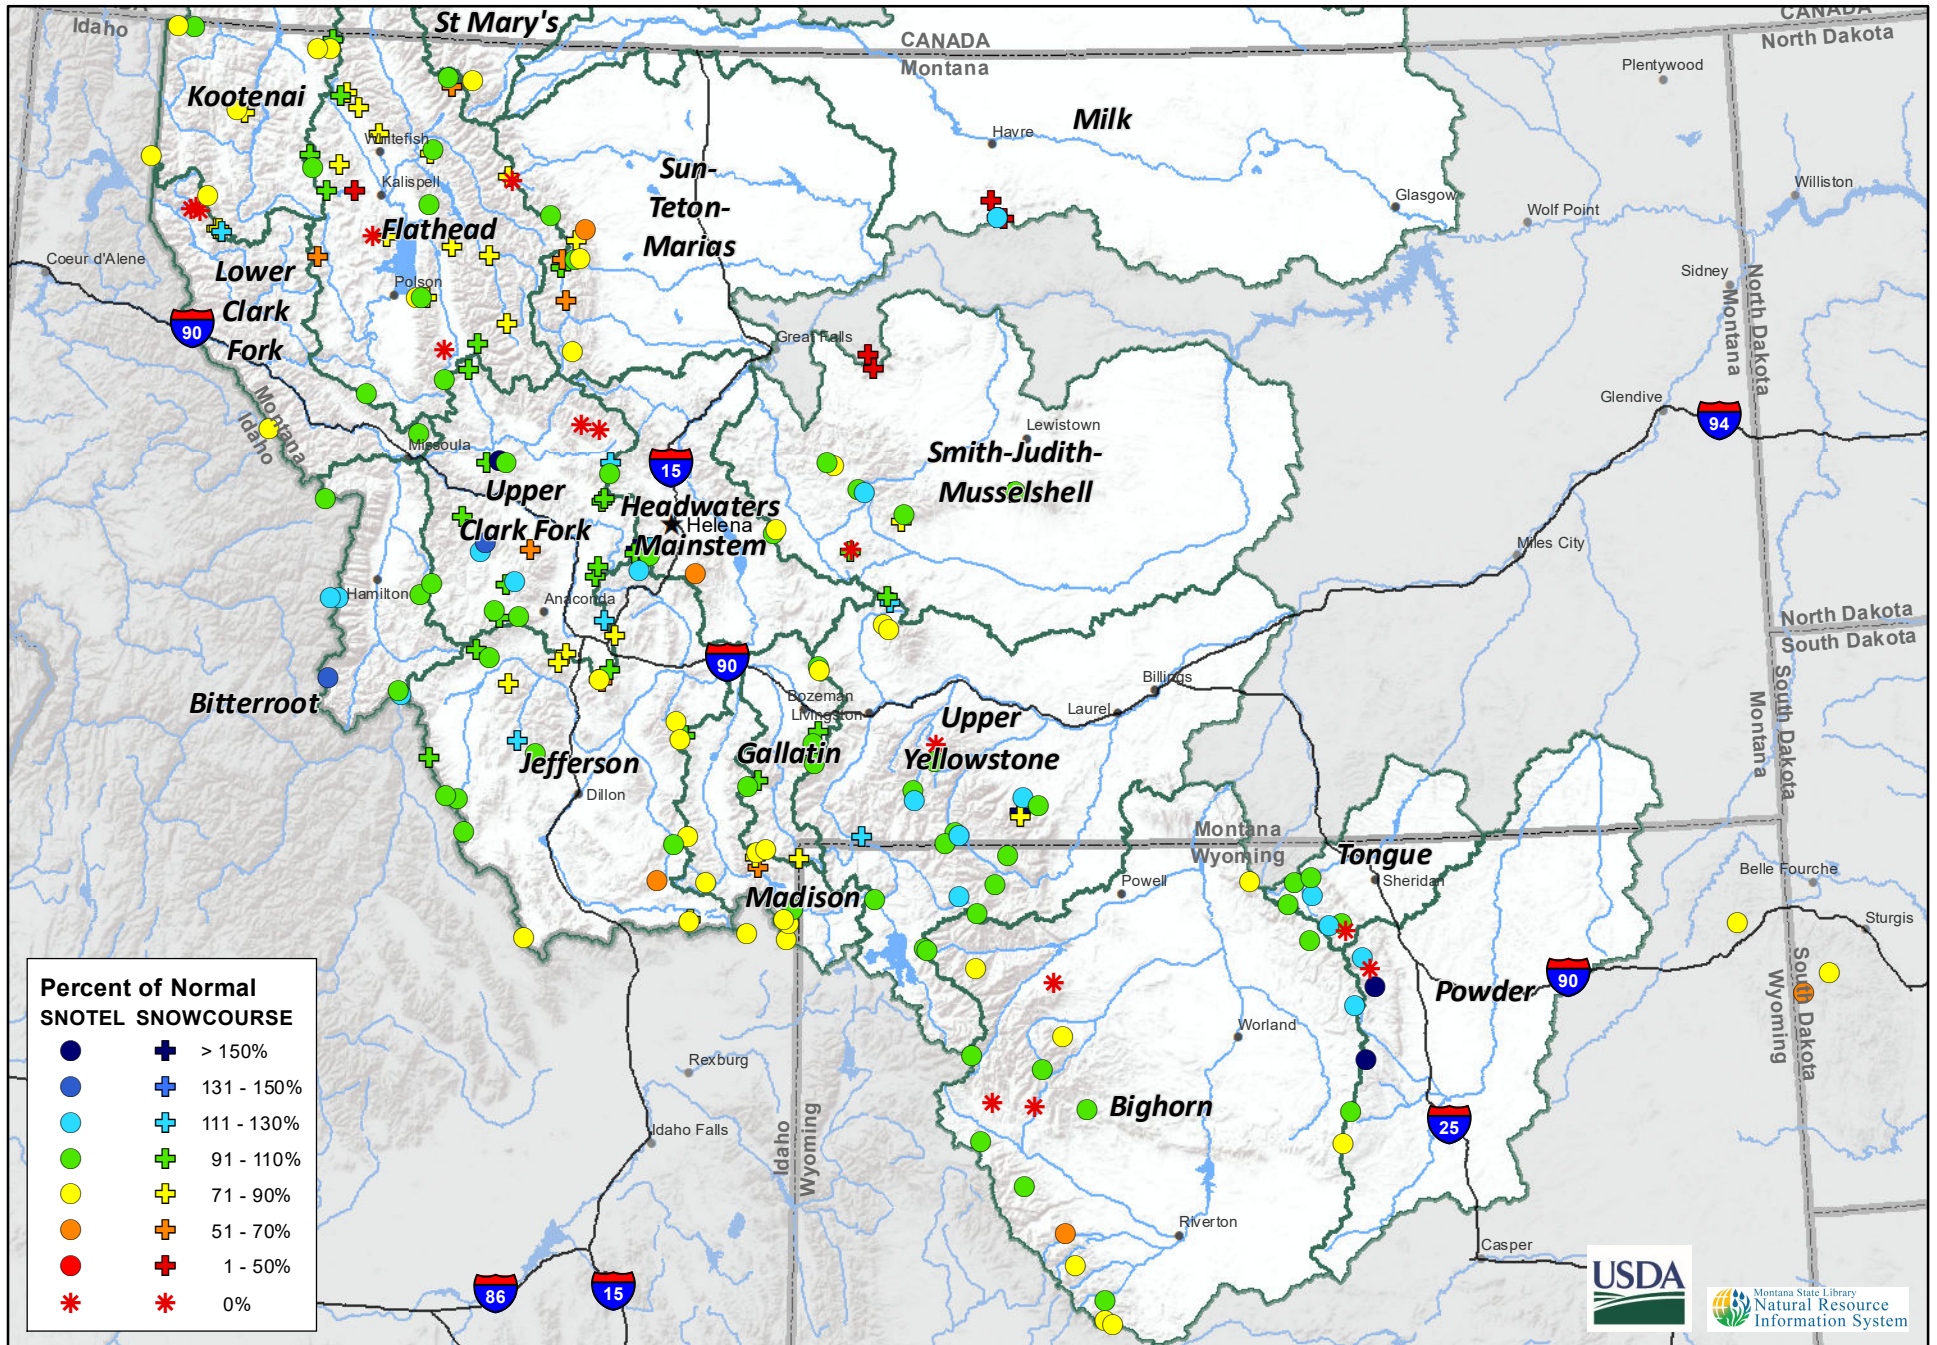 St Mary's
Idaho
CANADA
Montana
CANADA
North Dakota
Plentywood
Kootenai
Milk
Havre
Whitefish
Kalispell
Sun-
Teton-
Marias
Glasgow
Williston
Wolf Point
Flathead
Coeur d'Alene
Lower
Clark
Fork
Polson
Sidney
North Dakota
Montana
90
Great Falls
Montana
Idaho
Glendive
94
Missoula
Lewistown
Smith-Judith-
Musselshell
15
Upper
Clark Fork
Headwaters
Mainstem
Helena
Miles City
Hamilton
Anaconda
North Dakota
South Dakota
90
Bitterroot
Bozeman
Livingston
Billings
Laurel
Montana
South Dakota
Upper
Yellowstone
Gallatin
Jefferson
Dillon
Montana
Wyoming
Tongue
Sheridan
Powell
Belle Fourche
Sturgis
Madison
Powder
90
South Dakota
Wyoming
Worland
Rexburg
Bighorn
25
Idaho Falls
Idaho
Wyoming
Riverton
Casper
86
15
Percent of Normal
SNOTEL SNOWCOURSE
> 150%
131 - 150%
111 - 130%
91 - 110%
71 - 90%
51 - 70%
1 - 50%
0%
USDA
Montana State Library
Natural Resource
Information System